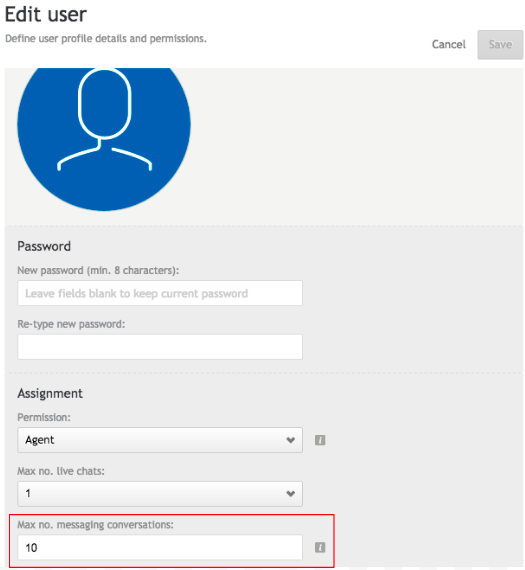 Edit user
Define user profile details and permissions.
Cancel
Save
Password
New password (min. 8 characters):
Leave fields blank to keep current password
Re-type new password:
Assignment
Permission:
Agent
i
Max no. live chats:
1
Max no. messaging conversations:
10
i